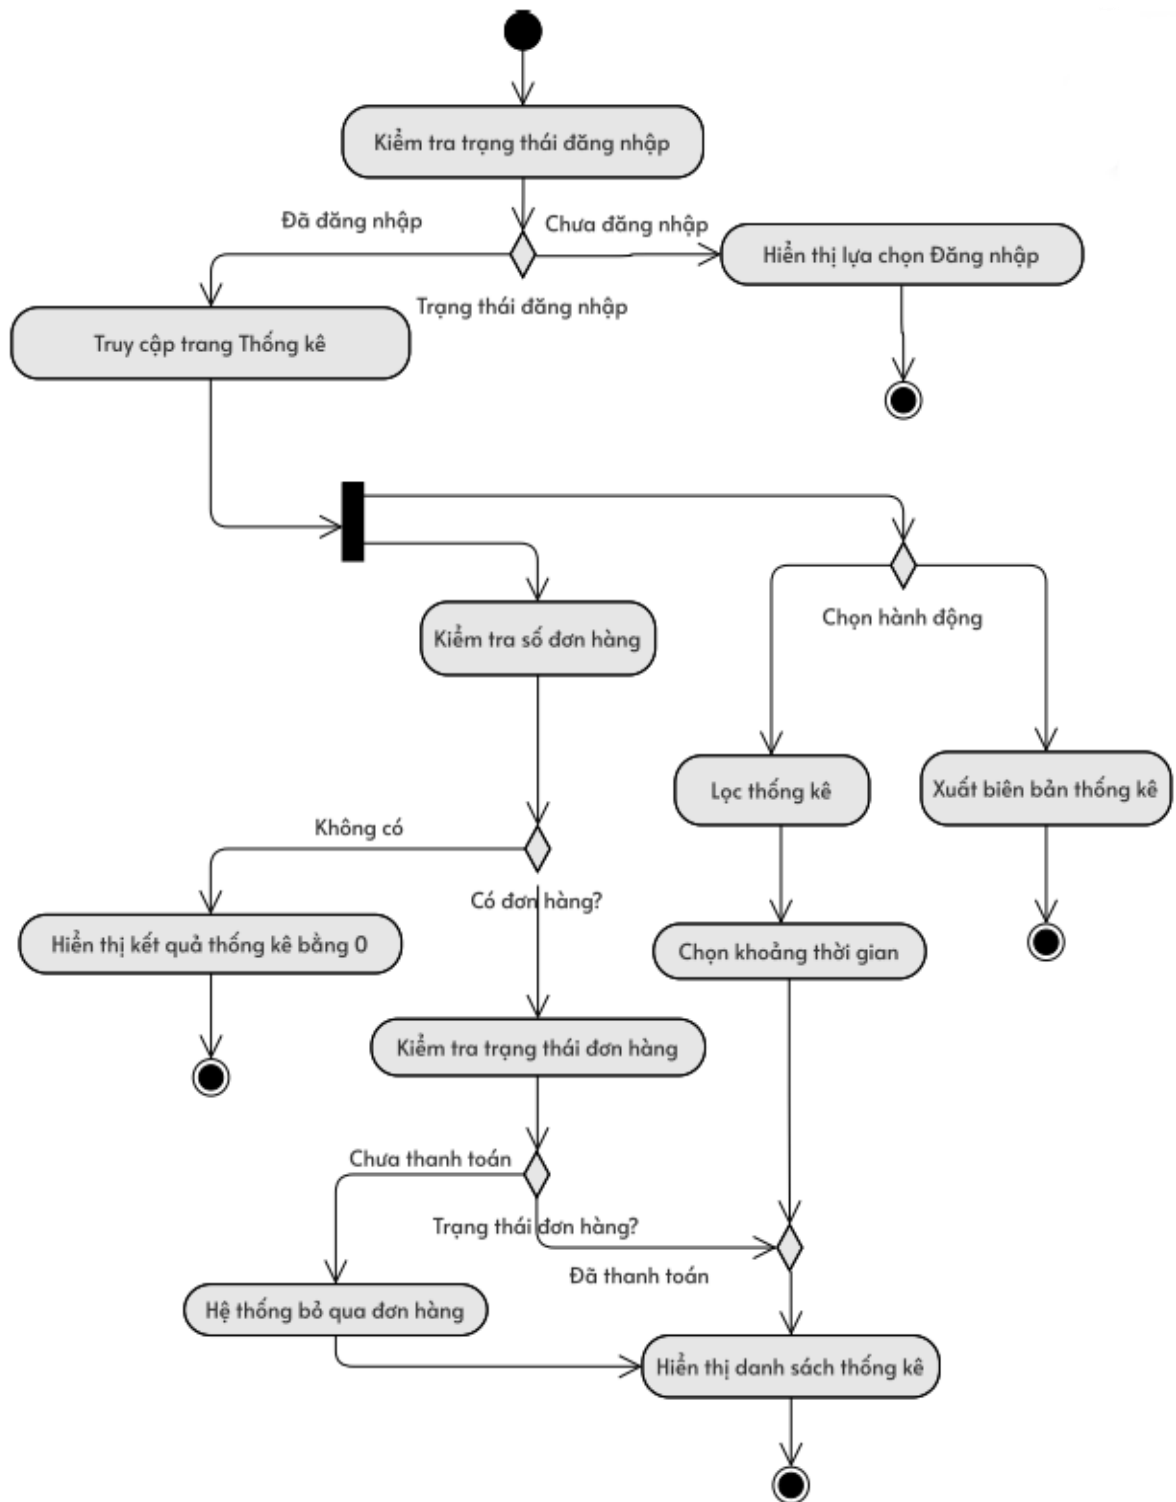 Kiểm tra trạng thái đăng nhập
Đã đăng nhập
Chưa đăng nhập
Hiển thị lựa chọn Đăng nhập
Trạng thái đăng nhập
Truy cập trang Thống kê
Chọn hành động
Kiểm tra số đơn hàng
Lọc thống kê
Xuất biên bản thống kê
Không có
Có đơn hàng?
Hiển thị kết quả thống kê bằng 0
Chọn khoảng thời gian
Kiểm tra trạng thái đơn hàng
Chưa thanh toán
Trạng thái đơn hàng?
Đã thanh toán
Hệ thống bỏ qua đơn hàng
Hiển thị danh sách thống kê